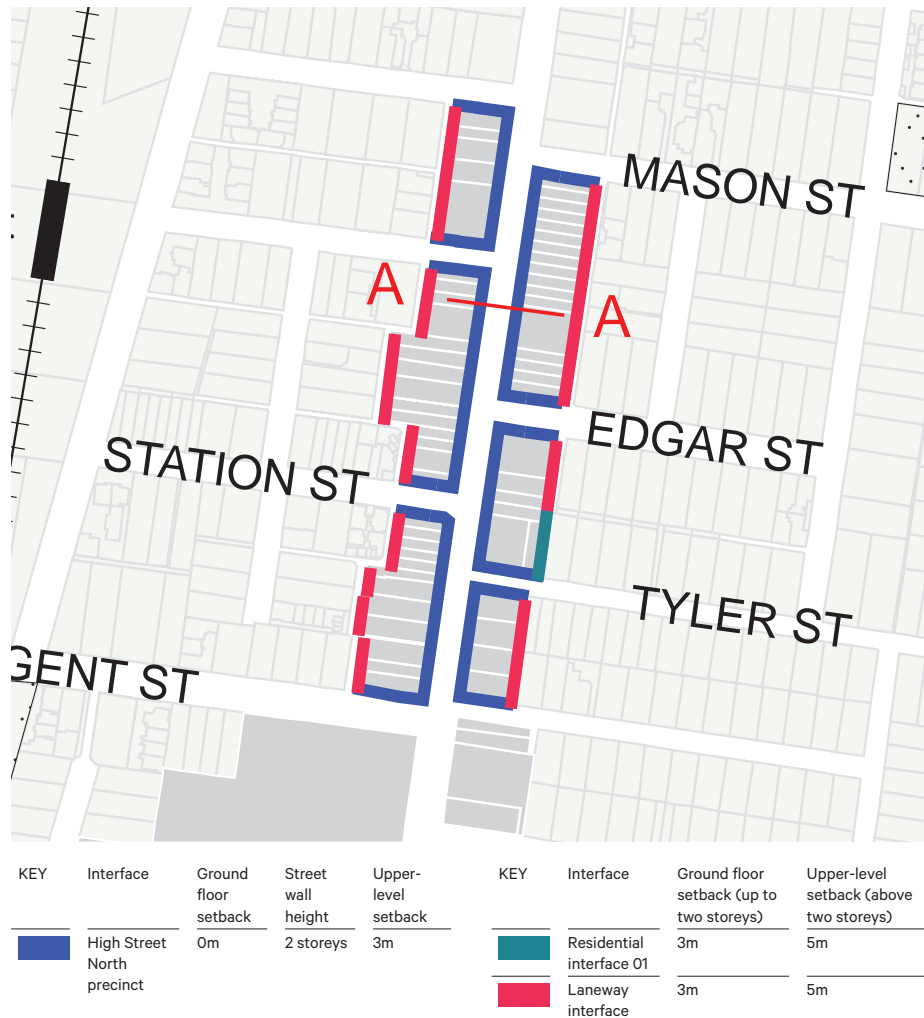 MASON ST
A
A
EDGAR ST
STATION ST
TYLER ST
GENT ST
KEY
Interface
Ground
floor
setback
Street
wall
height
Upper-
level
setback
High Street
North
precinct
0m
2 storeys
3m
KEY
Interface
Ground floor
setback (up to
two storeys)
Upper-level
setback (above
two storeys)
Residential
interface 01
3m
5m
Laneway
interface
3m
5m